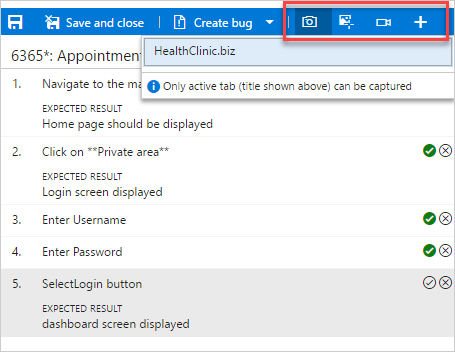 Save and close
Create bug
HealthClinic.biz
Only active tab (title shown above) can be captured
6365*: Appointment
1. Navigate to the ma
EXPECTED RESULT
Home page should be displayed
2. Click on **Private area**
EXPECTED RESULT
Login screen displayed
3. Enter Username
4. Enter Password
5. SelectLogin button
EXPECTED RESULT
dashboard screen displayed